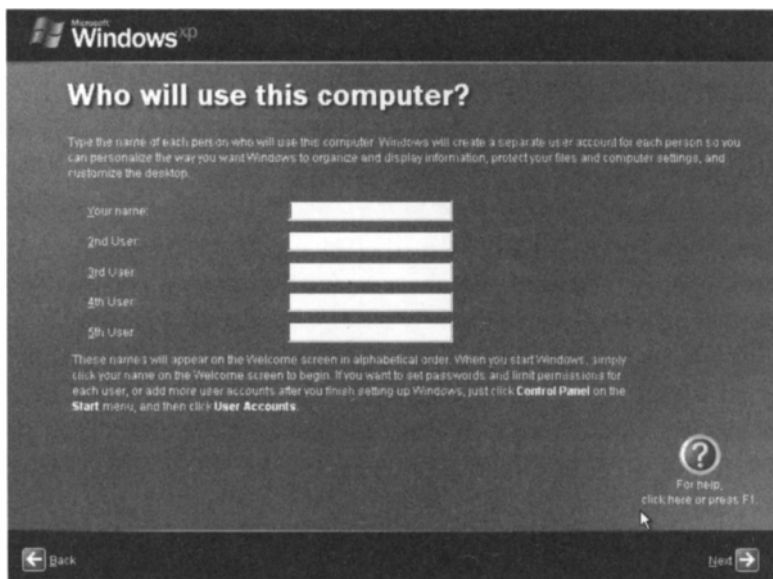 Microsoft
Windows xp
Who will use this computer?
Type the name of each person who will use this computer. Windows will create a separate user account for each person so you
can personalize the way you want Windows to organize and display information, protect your files and computer settings, and
customize the desktop.
Your name:
2nd User:
3rd User:
4th User:
5th User:
These names will appear on the Welcome screen in alphabetical order. When you start Windows, simply
click your name on the Welcome screen to begin. If you want to set passwords and limit permissions for
each user, or add more user accounts after you finish setting up Windows, just click Control Panel on the
Start menu, and then click User Accounts.
?
For help,
click here or press F1.
Back
Next